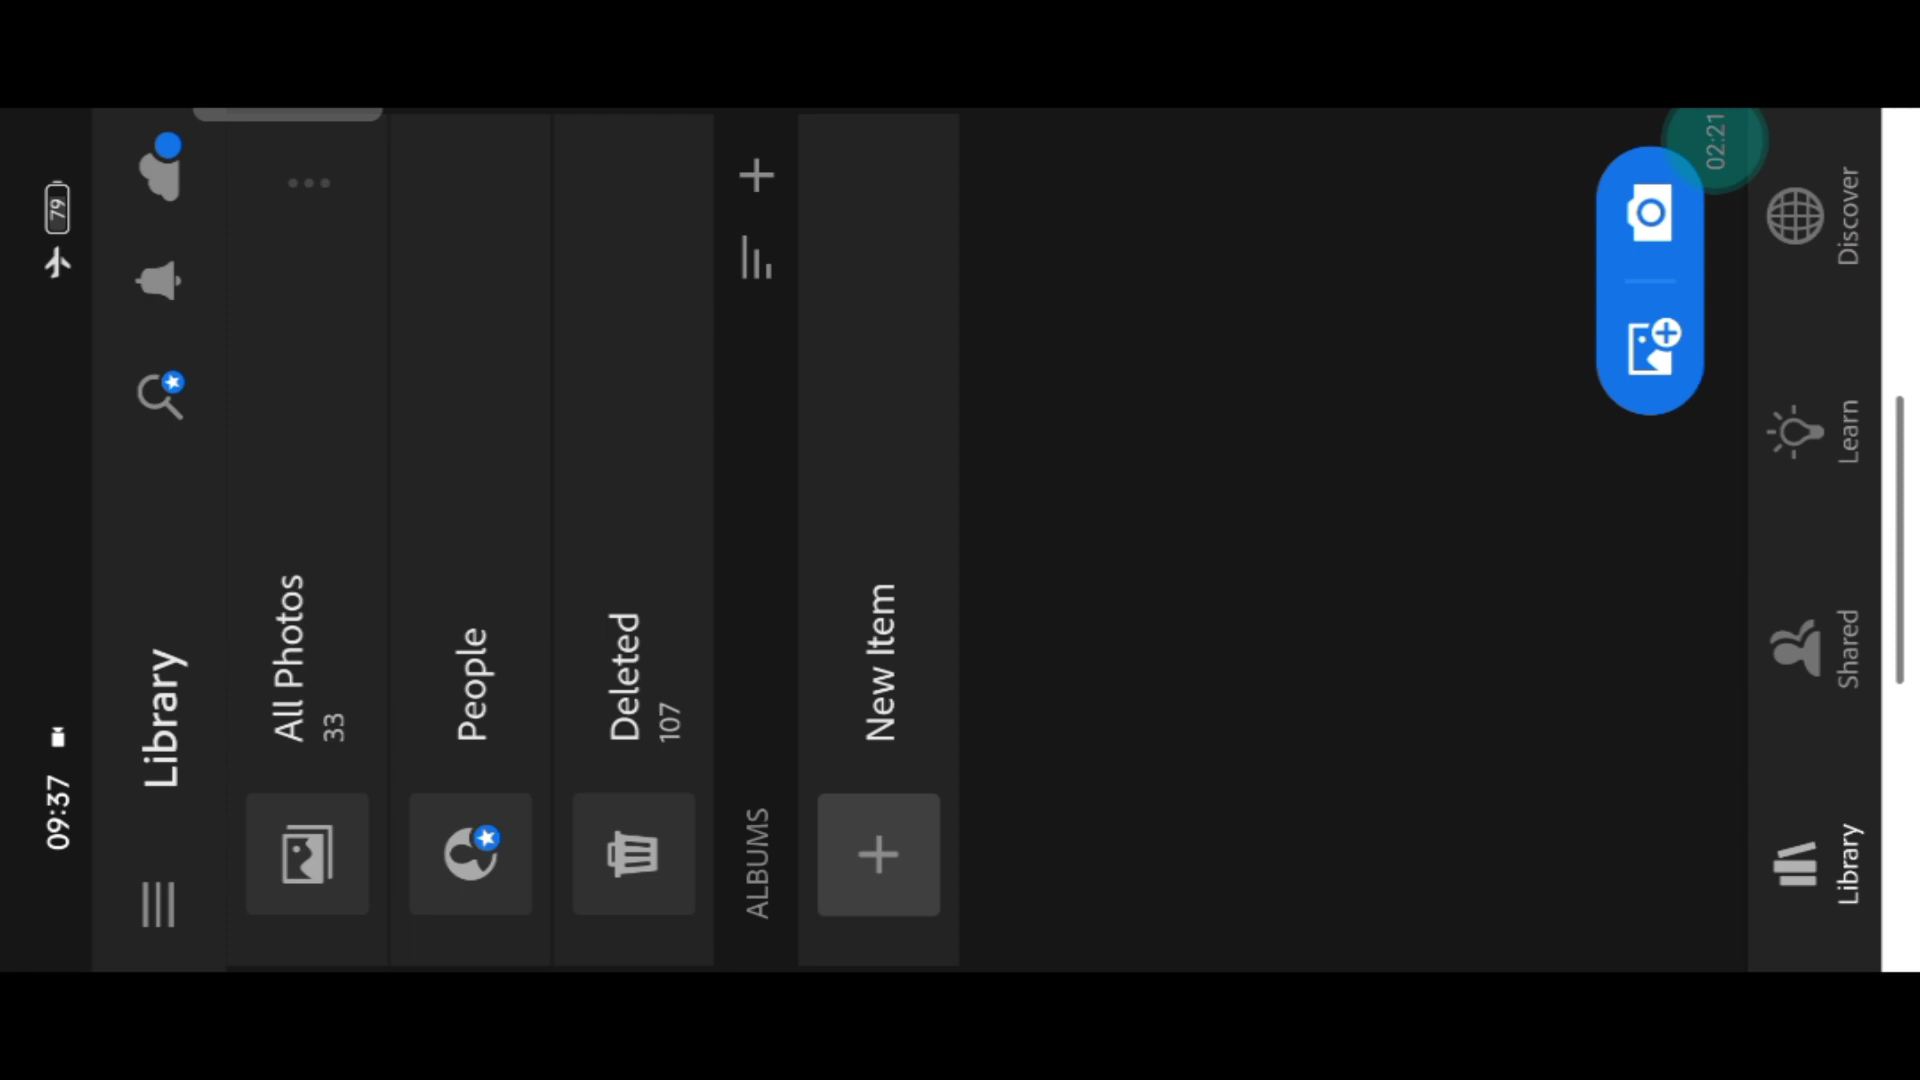 09:37
79
Library
All Photos
33
People
Deleted
107
ALBUMS
New Item
02:21
Library
Shared
Learn
Discover